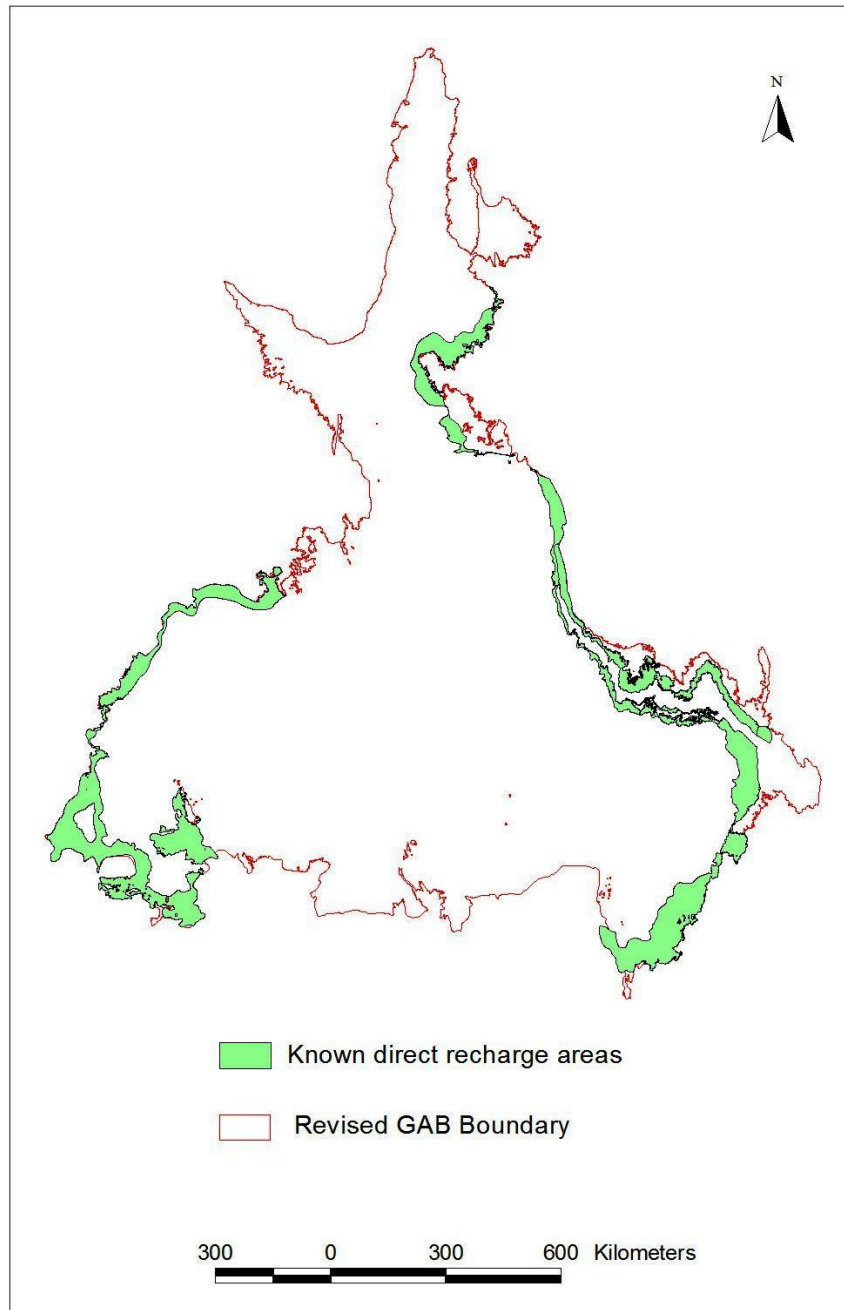 N
Known direct recharge areas
Revised GAB Boundary
300 0 300 600 Kilometers